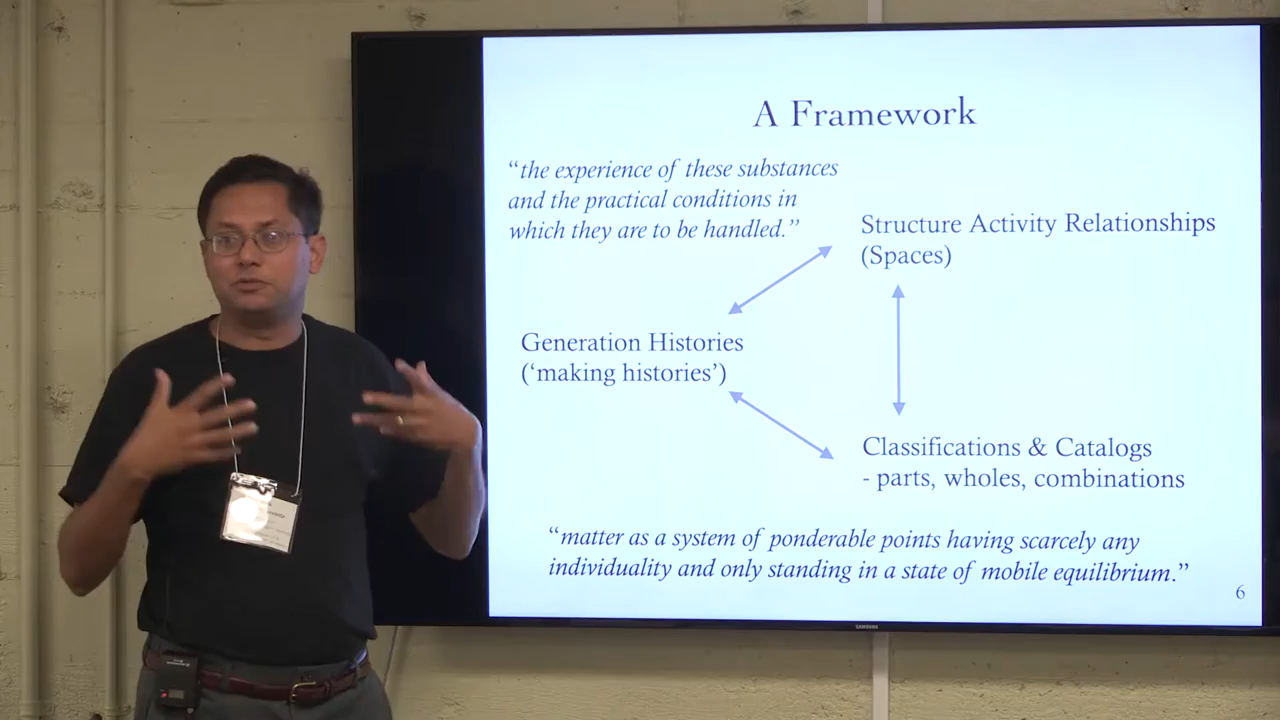 A Framework
“the experience of these substances
and the practical conditions in
which they are to be handled.”
Structure Activity Relationships
(Spaces)
Generation Histories
(‘making histories’)
Classifications & Catalogs
- parts, wholes, combinations
“matter as a system of ponderable points having scarcely any
individuality and only standing in a state of mobile equilibrium.”
6
SAMSUNG